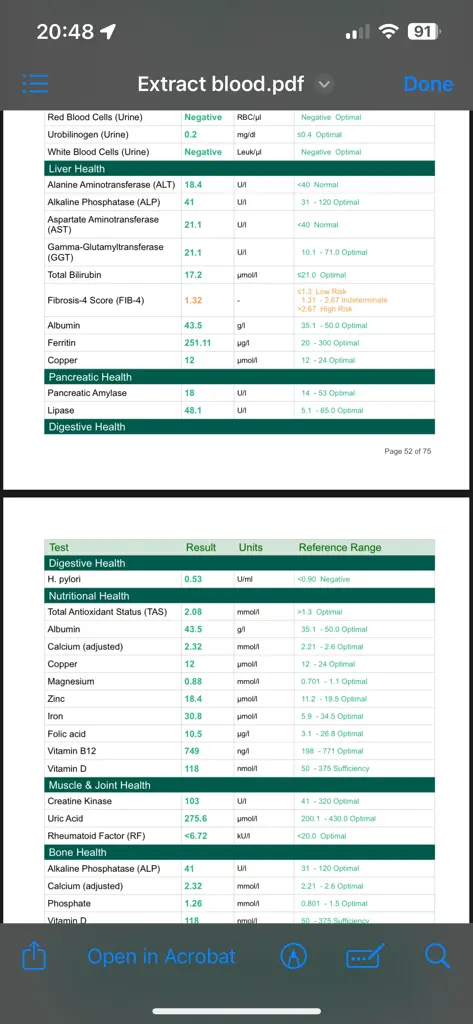 20:48
91
Extract blood.pdf
Done
Red Blood Cells (Urine) Negative RBC/µl Negative Optimal
Urobilinogen (Urine) 0.2 mg/dl ≤0.4 Optimal
White Blood Cells (Urine) Negative Leuk/µl Negative Optimal
Liver Health
Alanine Aminotransferase (ALT) 18.4 U/l <40 Normal
Alkaline Phosphatase (ALP) 41 U/l 31 - 120 Optimal
Aspartate Aminotransferase
(AST) 21.1 U/l <40 Normal
Gamma-Glutamyltransferase
(GGT) 21.1 U/l 10.1 - 71.0 Optimal
Total Bilirubin 17.2 µmol/l ≤21.0 Optimal
Fibrosis-4 Score (FIB-4) 1.32 - ≤1.3 Low Risk
1.31 - 2.67 Indeterminate
>2.67 High Risk
Albumin 43.5 g/l 35.1 - 50.0 Optimal
Ferritin 251.11 µg/l 20 - 300 Optimal
Copper 12 µmol/l 12 - 24 Optimal
Pancreatic Health
Pancreatic Amylase 18 U/l 14 - 53 Optimal
Lipase 48.1 U/l 5.1 - 65.0 Optimal
Digestive Health
Page 52 of 75
Test Result Units Reference Range
Digestive Health
H. pylori 0.53 U/ml <0.90 Negative
Nutritional Health
Total Antioxidant Status (TAS) 2.08 mmol/l >1.3 Optimal
Albumin 43.5 g/l 35.1 - 50.0 Optimal
Calcium (adjusted) 2.32 mmol/l 2.21 - 2.6 Optimal
Copper 12 µmol/l 12 - 24 Optimal
Magnesium 0.88 mmol/l 0.701 - 1.1 Optimal
Zinc 18.4 µmol/l 11.2 - 19.5 Optimal
Iron 30.8 µmol/l 5.9 - 34.5 Optimal
Folic acid 10.5 µg/l 3.1 - 26.8 Optimal
Vitamin B12 749 ng/l 198 - 771 Optimal
Vitamin D 118 nmol/l 50 - 375 Sufficiency
Muscle & Joint Health
Creatine Kinase 103 U/l 41 - 320 Optimal
Uric Acid 275.6 µmol/l 200.1 - 430.0 Optimal
Rheumatoid Factor (RF) <6.72 kU/l <20.0 Optimal
Bone Health
Alkaline Phosphatase (ALP) 41 U/l 31 - 120 Optimal
Calcium (adjusted) 2.32 mmol/l 2.21 - 2.6 Optimal
Phosphate 1.26 mmol/l 0.801 - 1.5 Optimal
Vitamin D 118 nmol/l 50 - 375 Sufficiency
Open in Acrobat